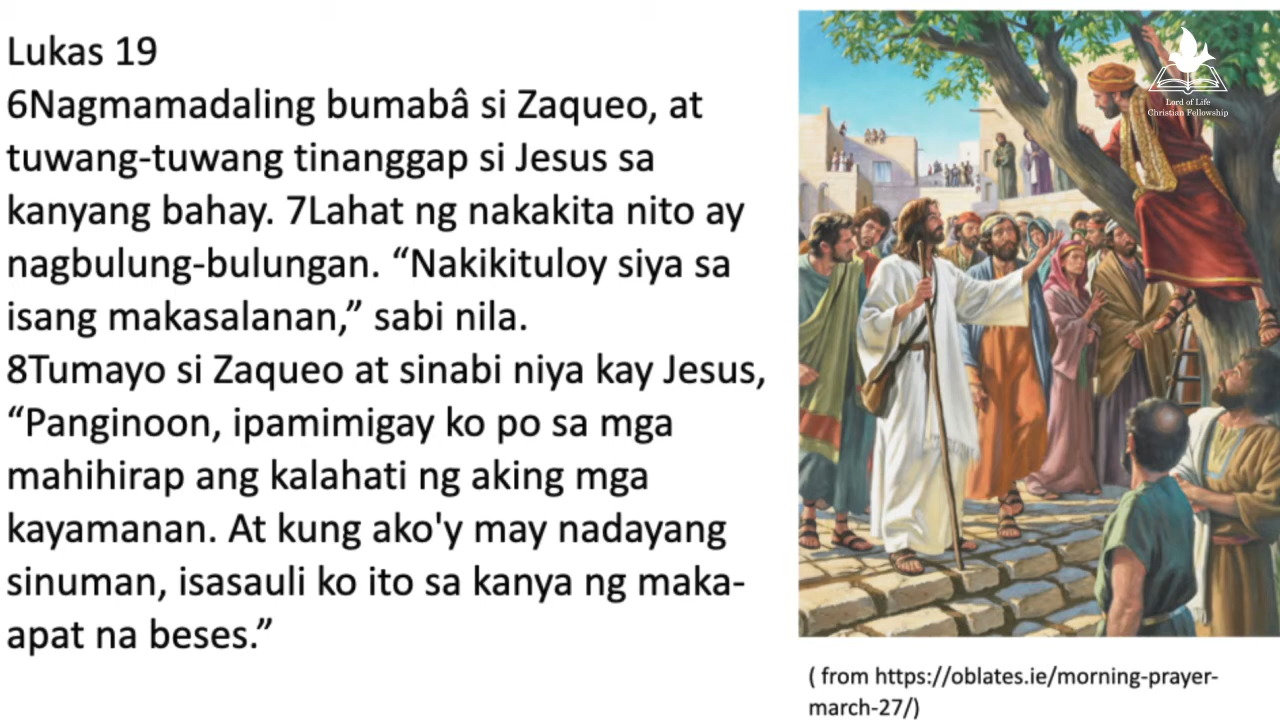 Lukas 19
6Nagmamadaling bumabâ si Zaqueo, at
tuwang-tuwang tinanggap si Jesus sa
kanyang bahay. 7Lahat ng nakakita nito ay
nagbulung-bulungan. “Nakikituloy siya sa
isang makasalanan,” sabi nila.
8Tumayo si Zaqueo at sinabi niya kay Jesus,
“Panginoon, ipamimigay ko po sa mga
mahihirap ang kalahati ng aking mga
kayamanan. At kung ako'y may nadayang
sinuman, isasauli ko ito sa kanya ng maka-
apat na beses.”
Lord of Life
Christian Fellowship
( from https://oblates.ie/morning-prayer-
march-27/)